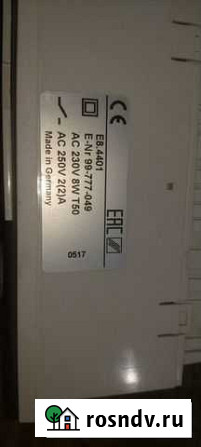 E8.4401
E-Nr 99-777-049
AC 230V 8W T50
AC 250V 2(2)A
Made in Germany
CE
EAC
0517
rosndv.ru